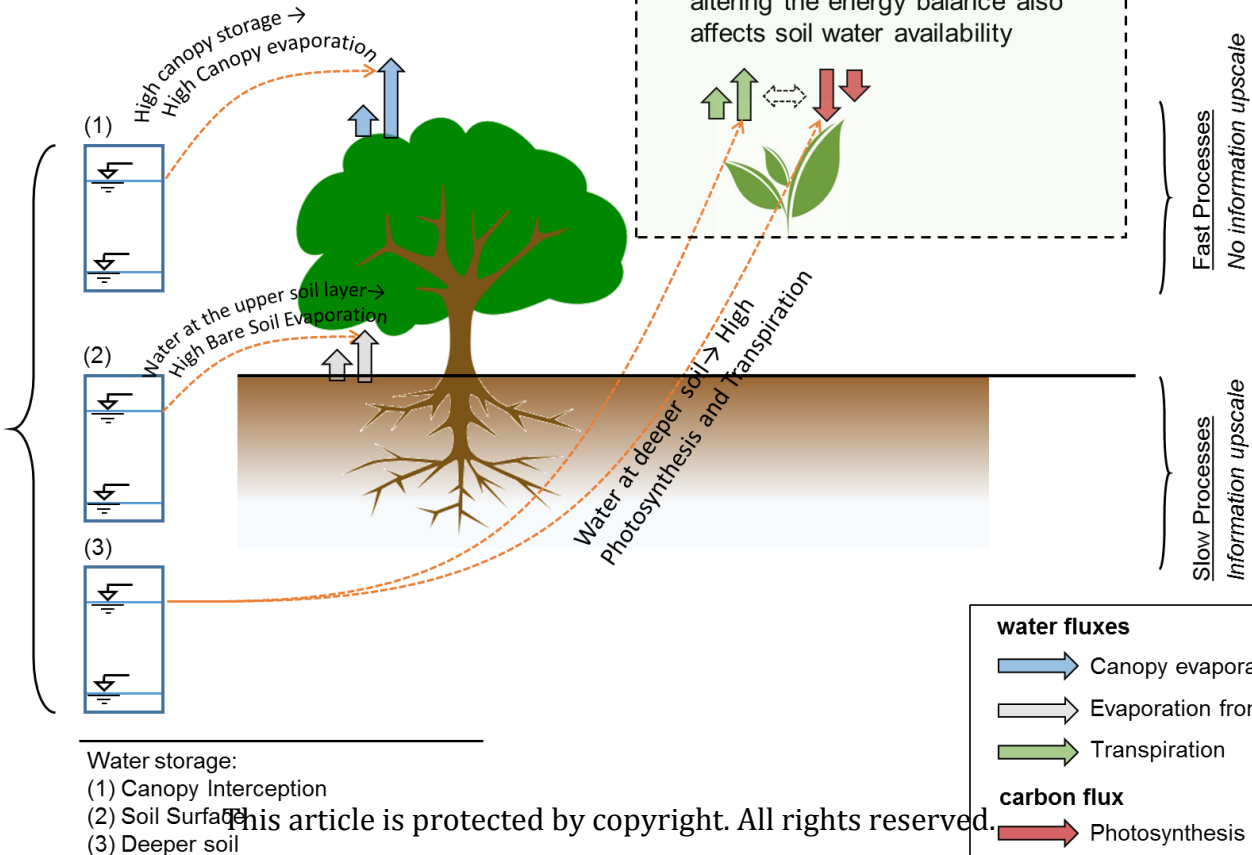 altering the energy balance also
affects soil water availability
High canopy storage →
High Canopy evaporation
(1)
Water at the upper soil layer→
High Bare Soil Evaporation
(2)
(3)
Water at deeper soil→ High
Photosynthesis and Transpiration
Fast Processes
No information upscale
Slow Processes
Information upscale
water fluxes
Canopy evapora
Evaporation from
Transpiration
carbon flux
Photosynthesis
Water storage:
(1) Canopy Interception
(2) Soil Surface
(3) Deeper soil
This article is protected by copyright. All rights reserved.